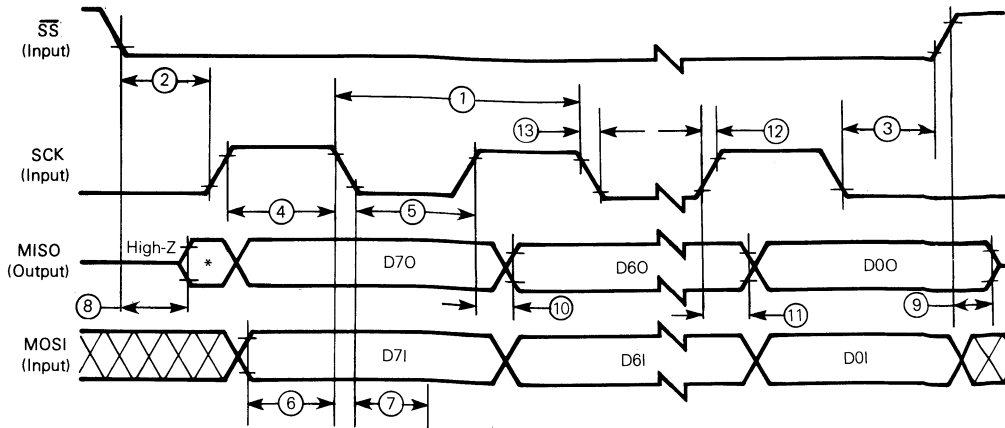 SS
(Input)
②
①
⑬
⑫
③
SCK
(Input)
④
⑤
MISO
(Output)
High-Z
*
D7O
D6O
D0O
⑧
⑩
⑪
⑨
MOSI
(Input)
D7I
D6I
D0I
⑥
⑦